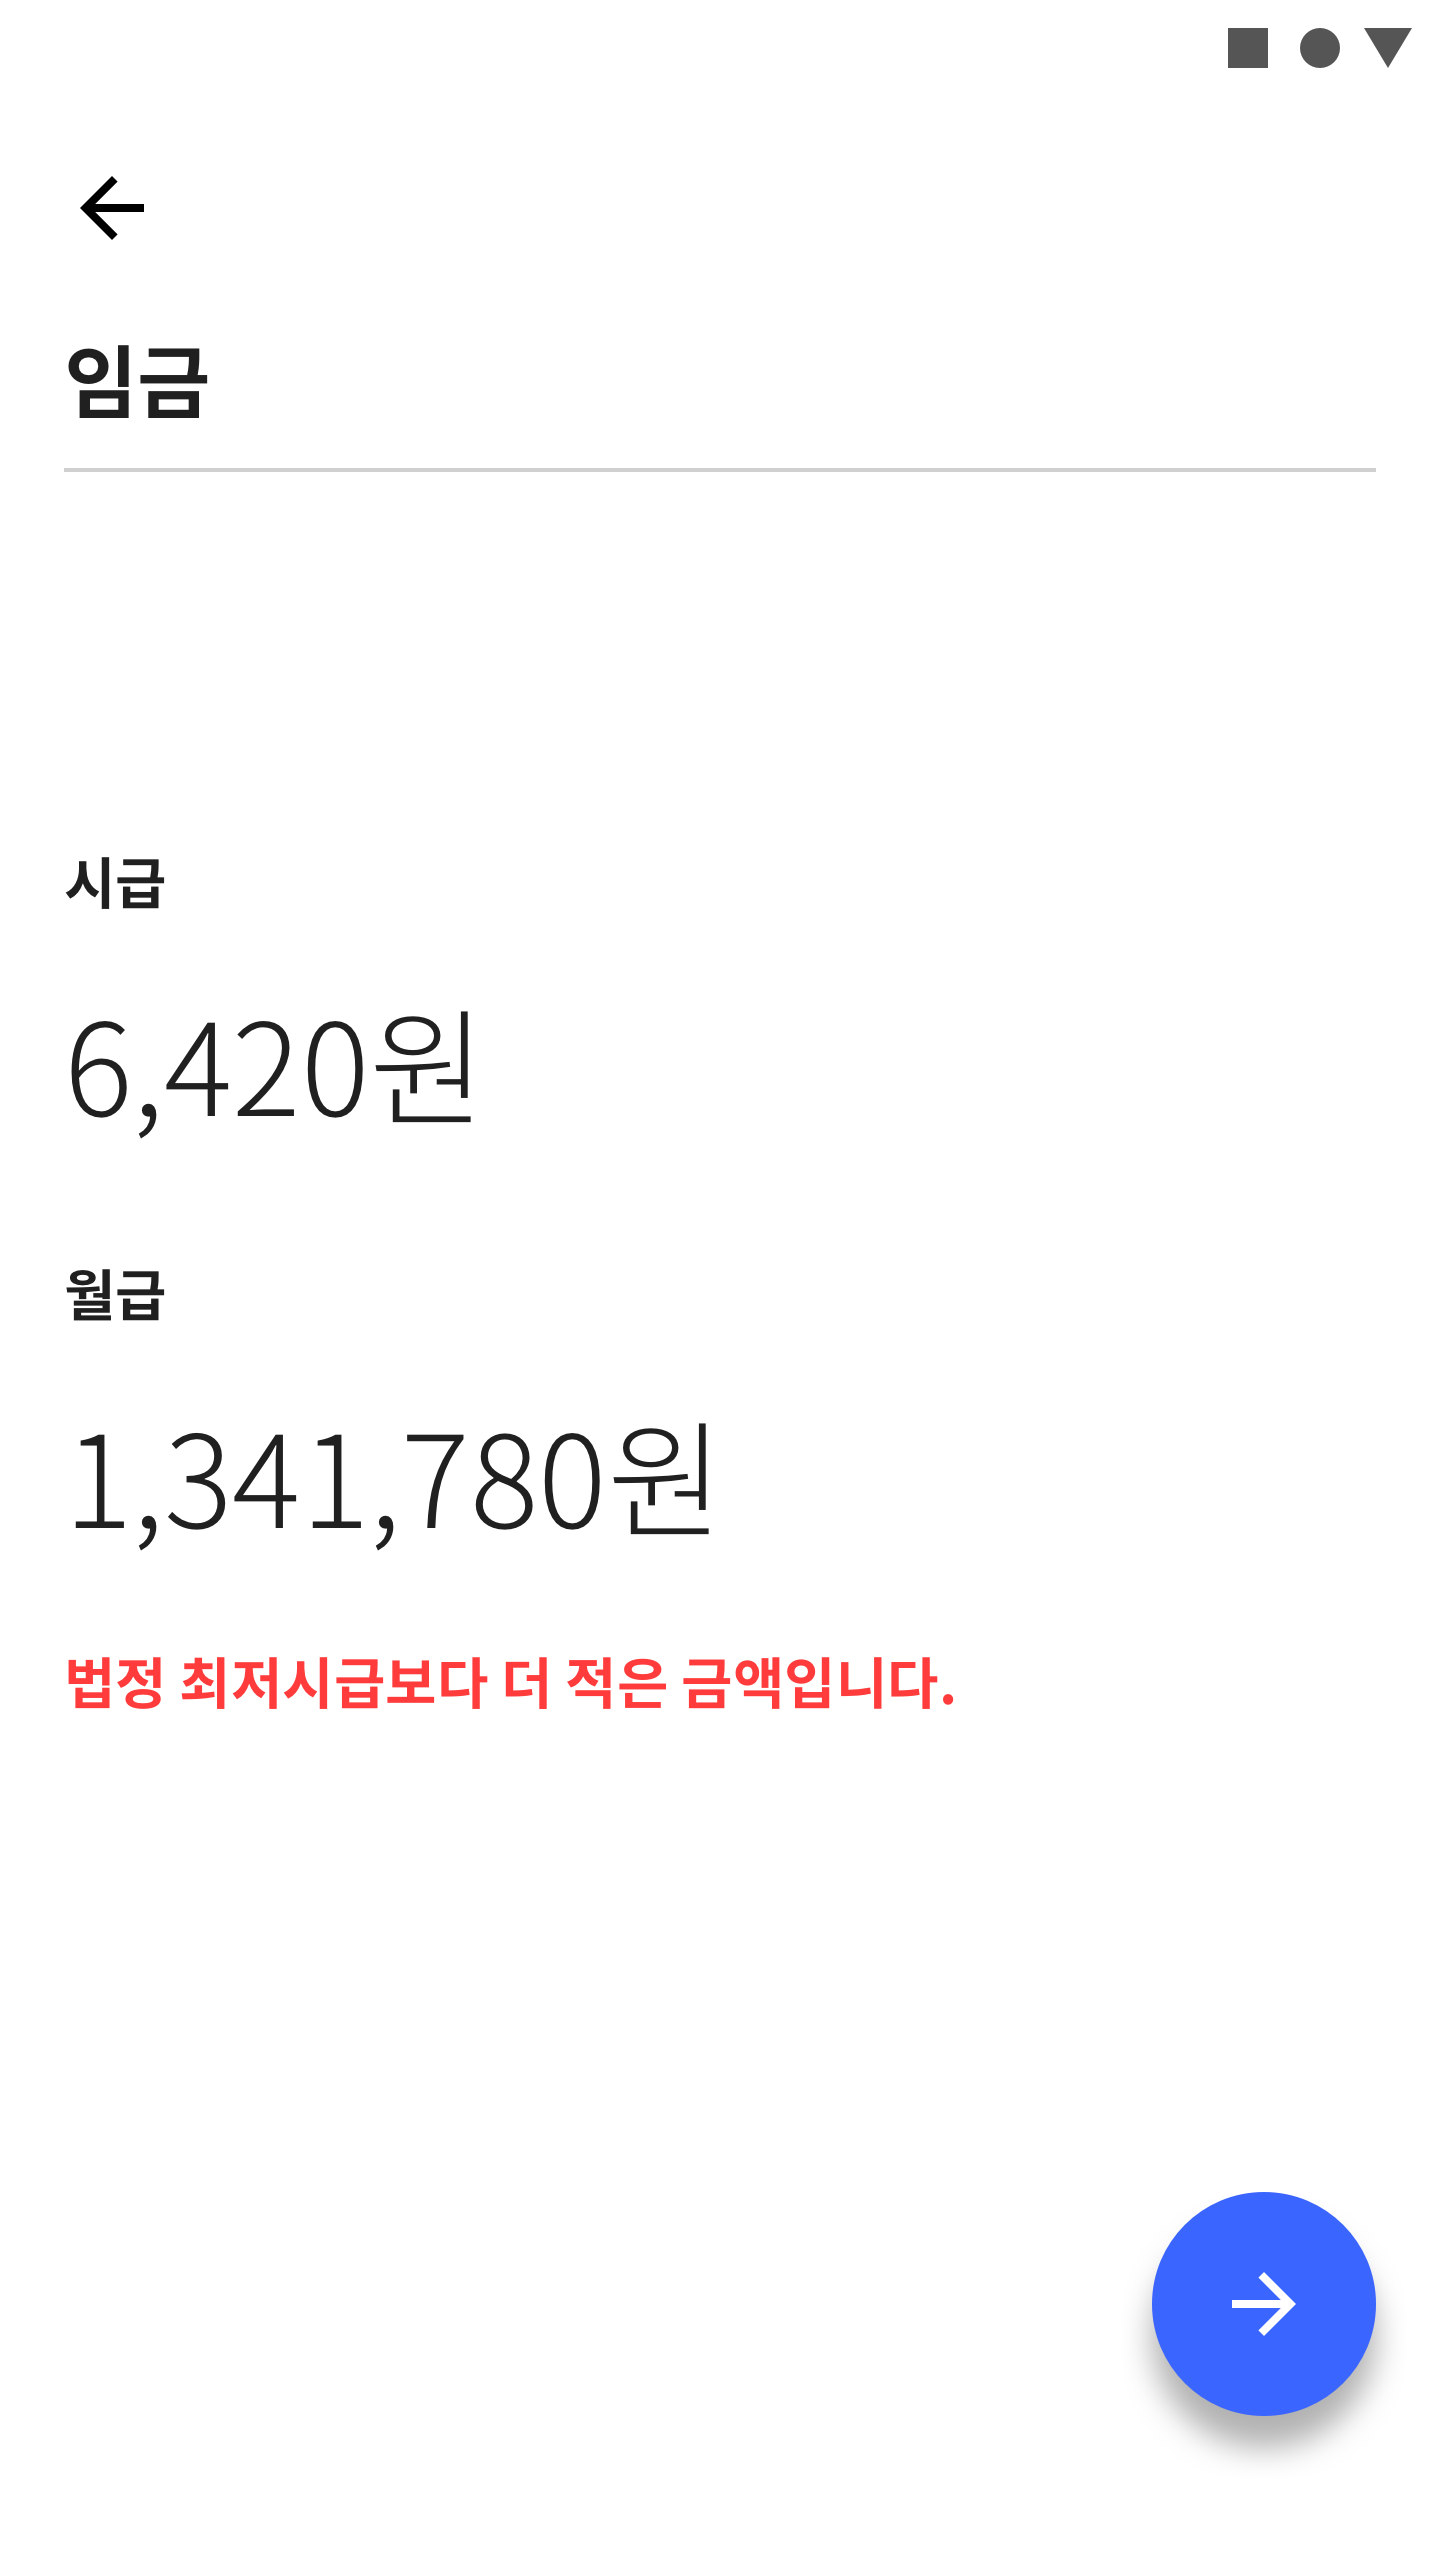 임금
시급
6,420원
월급
1,341,780원
법정 최저시급보다 더 적은 금액입니다.